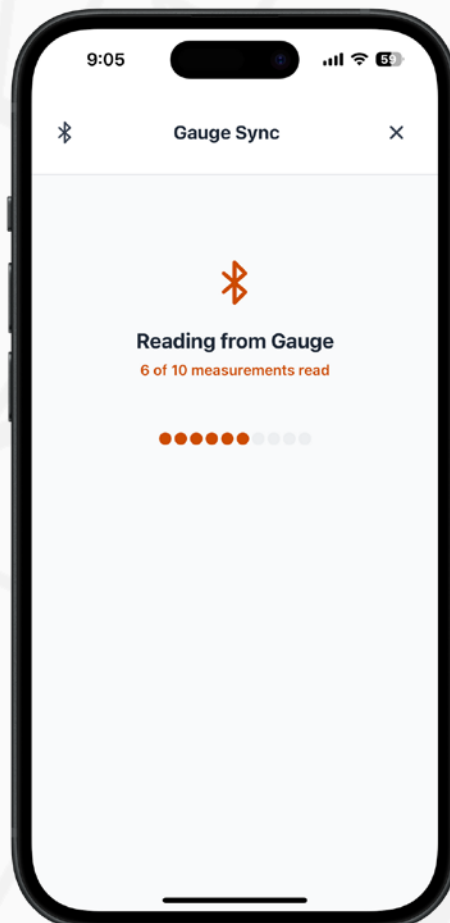 9:05
59
Gauge Sync
Reading from Gauge
6 of 10 measurements read